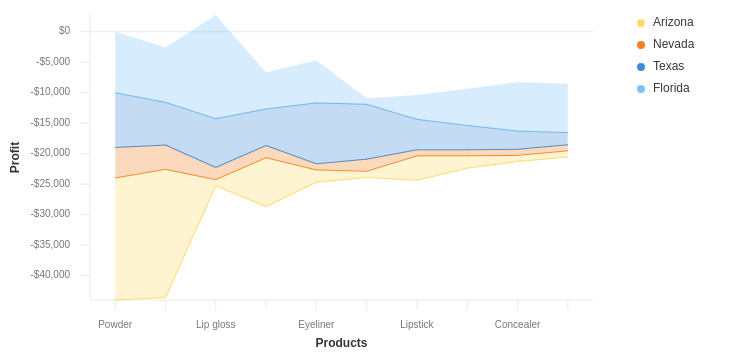 $0
-$5,000
-$10,000
-$15,000
-$20,000
-$25,000
-$30,000
-$35,000
-$40,000
Profit
Powder
Lip gloss
Eyeliner
Lipstick
Concealer
Products
Arizona
Nevada
Texas
Florida